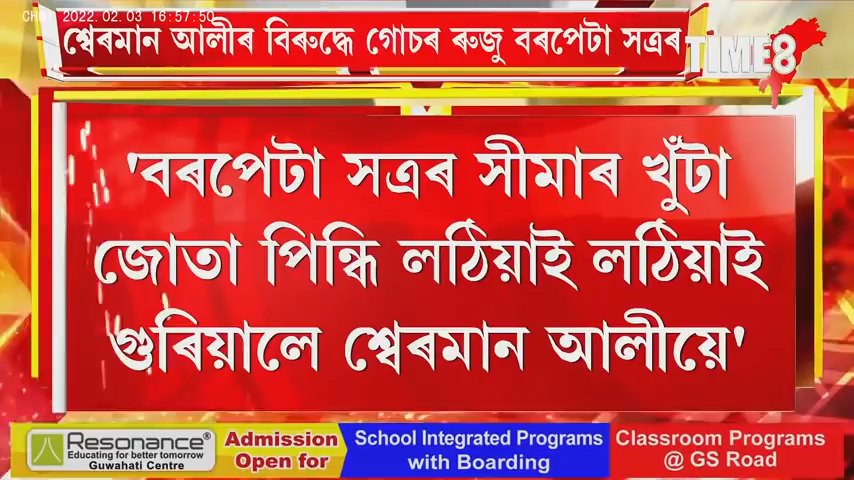 CH01 2022.02.03 16:57:50
শ্বেৰমান আলীৰ বিৰুদ্ধে গোচৰ ৰুজু বৰপেটা সত্ৰৰ
TIME8
'বৰপেটা সত্ৰৰ সীমাৰ খুঁটা
জোতা পিন্ধি লঠিয়াই লঠিয়াই
গুৰিয়ালে শ্বেৰমান আলীয়ে'
Resonance®
Educating for better tomorrow
Guwahati Centre
Admission
Open for
School Integrated Programs
with Boarding
Classroom Programs
@ GS Road